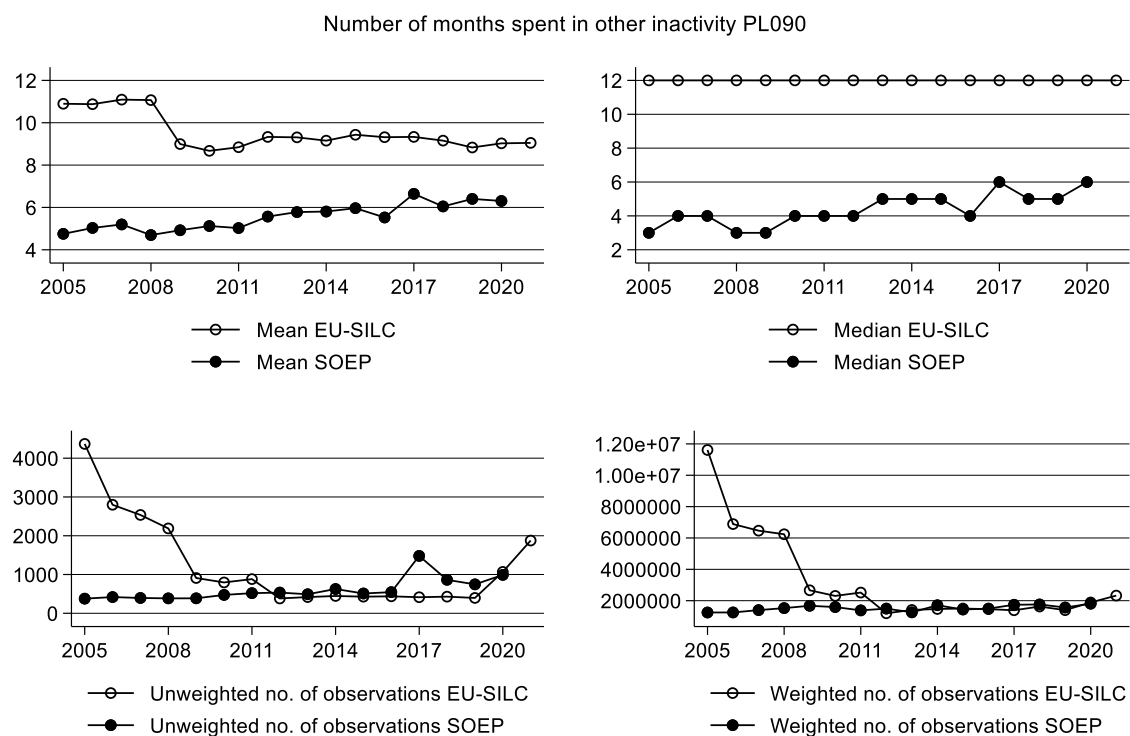 Number of months spent in other inactivity PL090
12
10
8
6
4
2005 2008 2011 2014 2017 2020
Mean EU-SILC
Mean SOEP
12
10
8
6
4
2
2005 2008 2011 2014 2017 2020
Median EU-SILC
Median SOEP
4000
3000
2000
1000
0
2005 2008 2011 2014 2017 2020
Unweighted no. of observations EU-SILC
Unweighted no. of observations SOEP
1.20e+07
1.00e+07
8000000
6000000
4000000
2000000
2005 2008 2011 2014 2017 2020
Weighted no. of observations EU-SILC
Weighted no. of observations SOEP